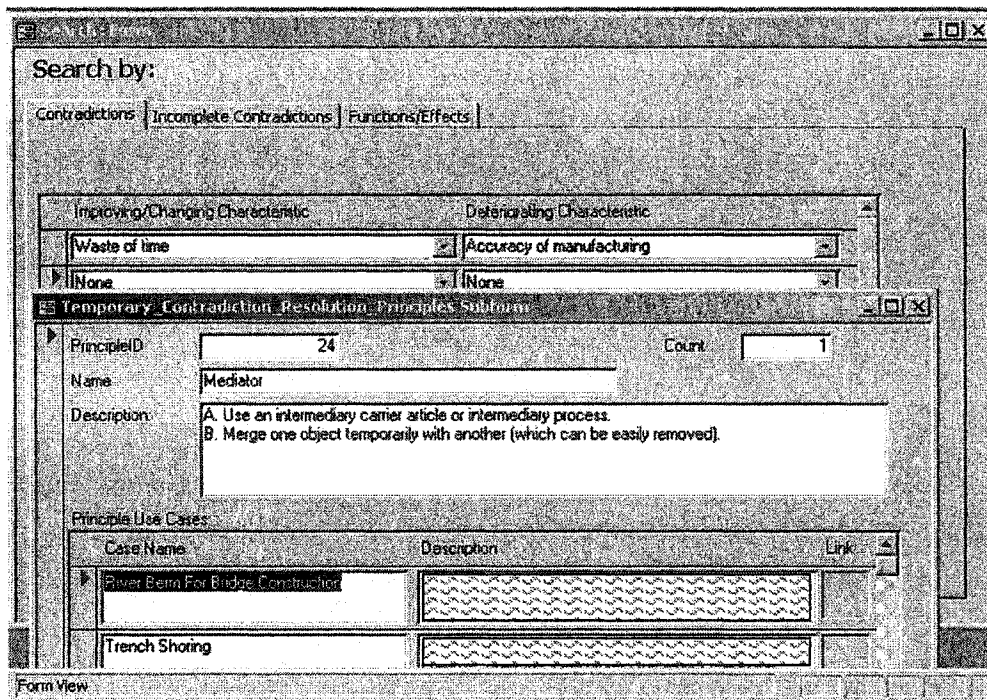 Search Form
Search by:
Contradictions Incomplete Contradictions Functions/Effects
Improving/Changing Characteristic Deteriorating Characteristic
Waste of time Accuracy of manufacturing
None None
Temporary_Contradiction_Resolution_Principles Subform
PrincipleID 24 Count 1
Name Mediator
Description: A. Use an intermediary carrier article or intermediary process.
B. Merge one object temporarily with another (which can be easily removed).
Principle Use Cases
Case Name Description Link
River Berm For Bridge Construction
Trench Shoring
Form View